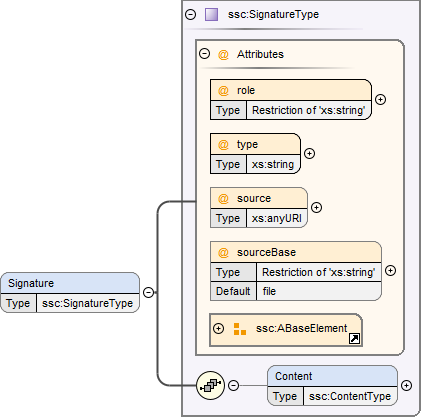 ssc:SignatureType
@ Attributes
@ role
Type Restriction of 'xs:string'
@ type
Type xs:string
@ source
Type xs:anyURI
@ sourceBase
Type Restriction of 'xs:string'
Default file
ssc:ABaseElement
Signature
Type ssc:SignatureType
Content
Type ssc:ContentType